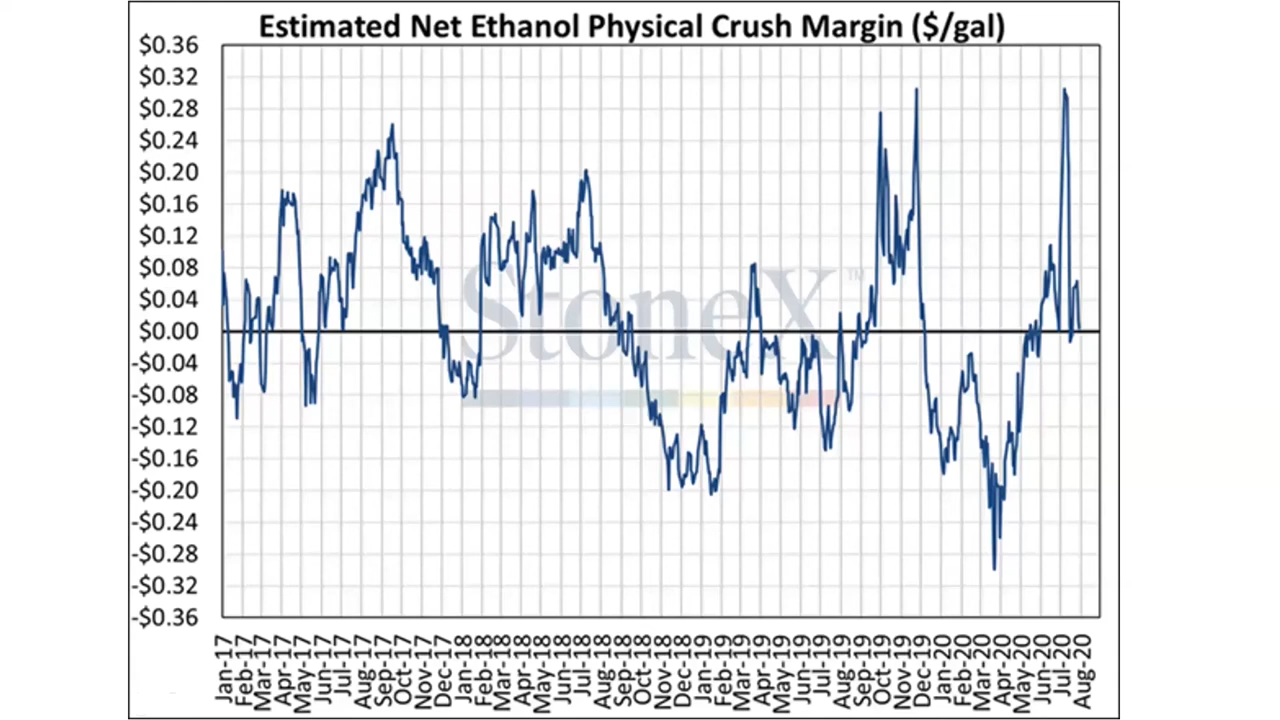 Estimated Net Ethanol Physical Crush Margin ($/gal)
$0.36
$0.32
$0.28
$0.24
$0.20
$0.16
$0.12
$0.08
$0.04
$0.00
-$0.04
-$0.08
-$0.12
-$0.16
-$0.20
-$0.24
-$0.28
-$0.32
-$0.36
StoneX™
Jan-17
Feb-17
Mar-17
Apr-17
May-17
Jun-17
Jul-17
Aug-17
Sep-17
Oct-17
Nov-17
Dec-17
Jan-18
Feb-18
Mar-18
Apr-18
May-18
Jun-18
Jul-18
Aug-18
Sep-18
Oct-18
Nov-18
Dec-18
Jan-19
Feb-19
Mar-19
Apr-19
May-19
Jun-19
Jul-19
Aug-19
Sep-19
Oct-19
Nov-19
Dec-19
Jan-20
Feb-20
Mar-20
Apr-20
May-20
Jun-20
Jul-20
Aug-20